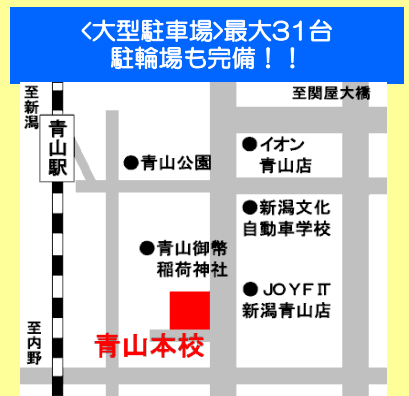 <大型駐車場>最大31台
駐輪場も完備！！
至新潟
至関屋大橋
青山駅
●イオン
青山店
●青山公園
●新潟文化
自動車学校
●青山御幣
稲荷神社
●JOYFIT
新潟青山店
至内野
青山本校